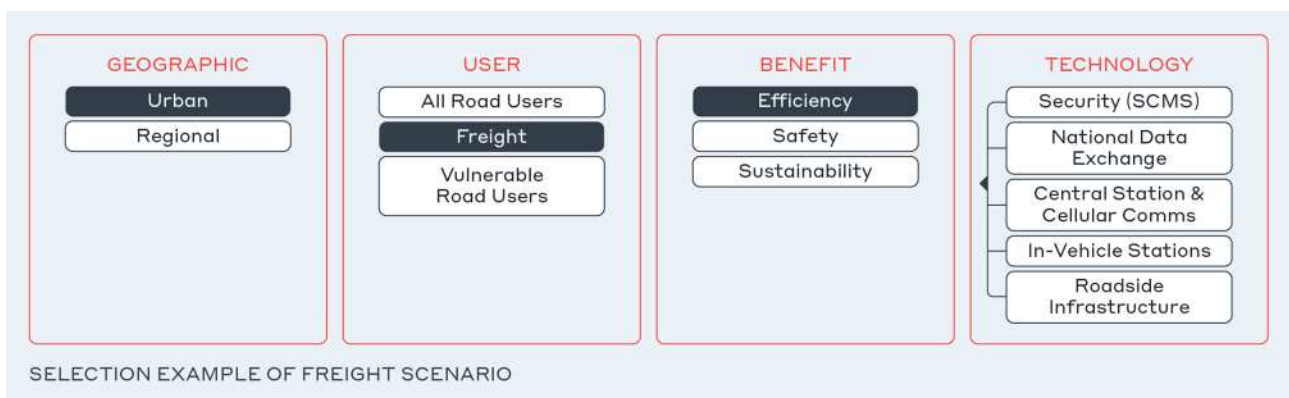 GEOGRAPHIC
Urban
Regional
USER
All Road Users
Freight
Vulnerable
Road Users
BENEFIT
Efficiency
Safety
Sustainability
TECHNOLOGY
Security (SCMS)
National Data
Exchange
Central Station &
Cellular Comms
In-Vehicle Stations
Roadside
Infrastructure
SELECTION EXAMPLE OF FREIGHT SCENARIO